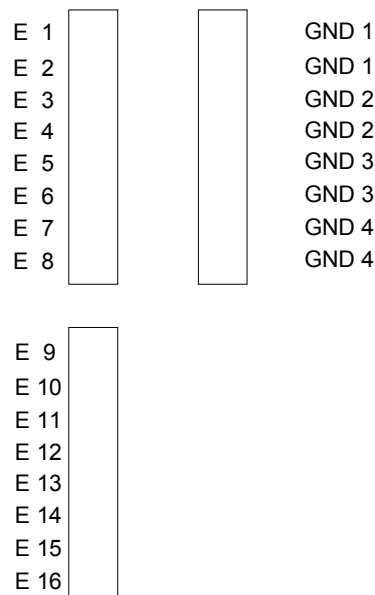 E 1 GND 1
E 2 GND 1
E 3 GND 2
E 4 GND 2
E 5 GND 3
E 6 GND 3
E 7 GND 4
E 8 GND 4
E 9
E 10
E 11
E 12
E 13
E 14
E 15
E 16